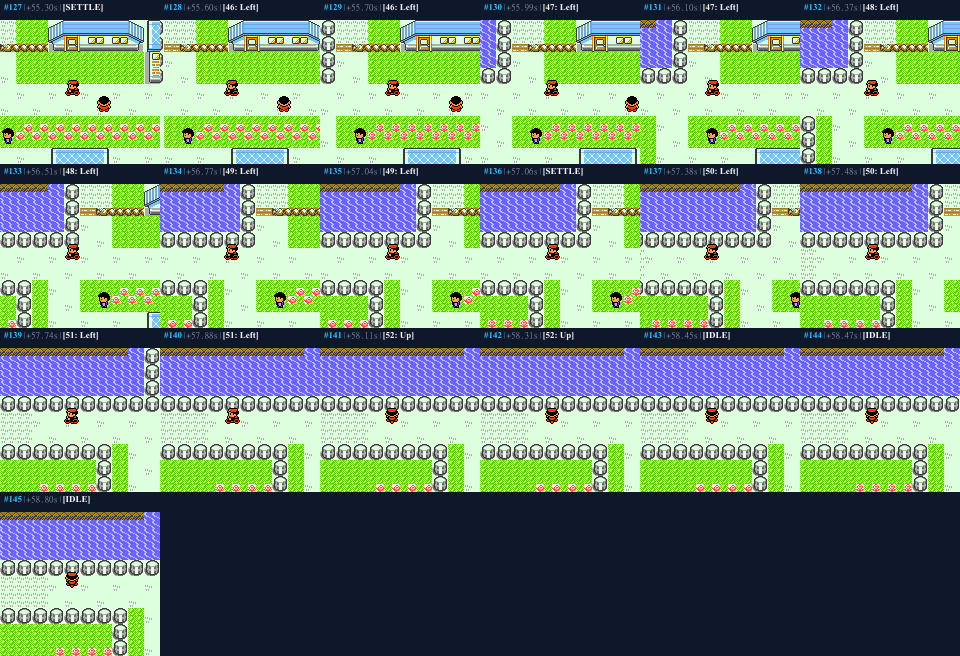 #127|+55.30s|[SETTLE]
#128|+55.60s|[46: Left]
#129|+55.70s|[46: Left]
#130|+55.99s|[47: Left]
#131|+56.10s|[47: Left]
#132|+56.37s|[48: Left]
#133|+56.51s|[48: Left]
#134|+56.77s|[49: Left]
#135|+57.04s|[49: Left]
#136|+57.06s|[SETTLE]
#137|+57.38s|[50: Left]
#138|+57.48s|[50: Left]
#139|+57.74s|[51: Left]
#140|+57.88s|[51: Left]
#141|+58.11s|[52: Up]
#142|+58.31s|[52: Up]
#143|+58.45s|[IDLE]
#144|+58.47s|[IDLE]
#145|+58.80s|[IDLE]